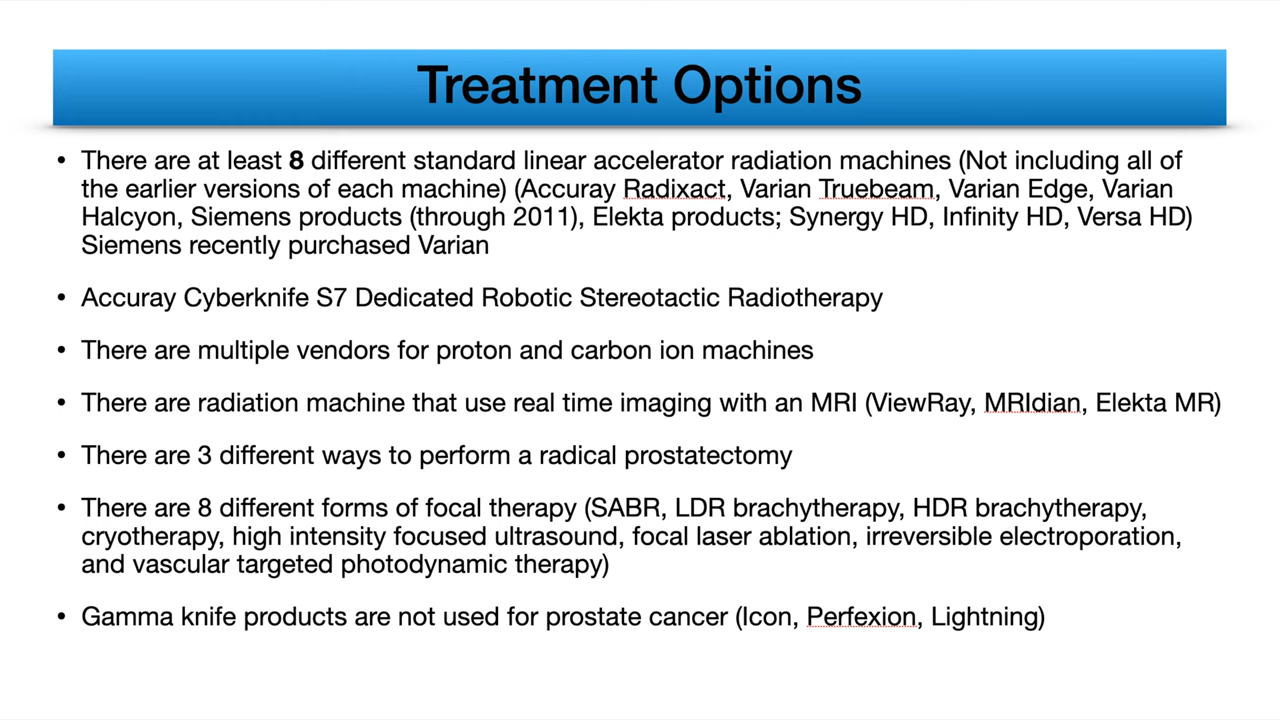 Treatment Options
• There are at least 8 different standard linear accelerator radiation machines (Not including all of
the earlier versions of each machine) (Accuray Radixact, Varian Truebeam, Varian Edge, Varian
Halcyon, Siemens products (through 2011), Elekta products; Synergy HD, Infinity HD, Versa HD)
Siemens recently purchased Varian
• Accuray Cyberknife S7 Dedicated Robotic Stereotactic Radiotherapy
• There are multiple vendors for proton and carbon ion machines
• There are radiation machine that use real time imaging with an MRI (ViewRay, MRIdian, Elekta MR)
• There are 3 different ways to perform a radical prostatectomy
• There are 8 different forms of focal therapy (SABR, LDR brachytherapy, HDR brachytherapy,
cryotherapy, high intensity focused ultrasound, focal laser ablation, irreversible electroporation,
and vascular targeted photodynamic therapy)
• Gamma knife products are not used for prostate cancer (Icon, Perfexion, Lightning)